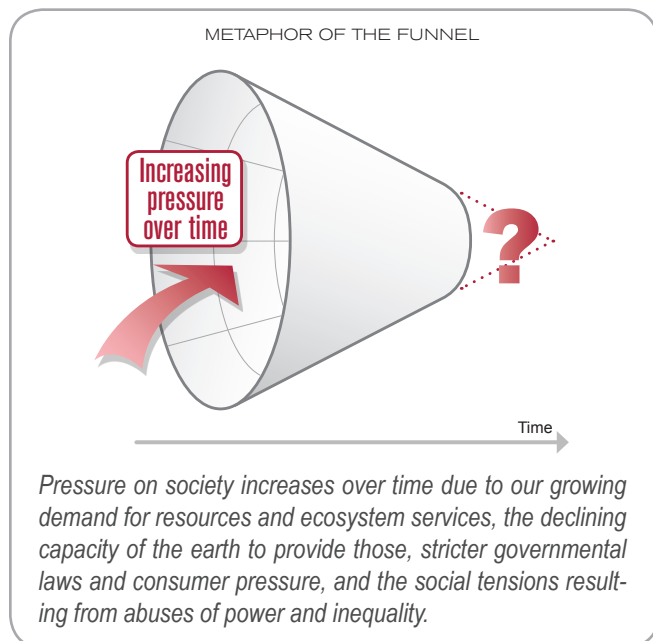 METAPHOR OF THE FUNNEL
Increasing
pressure
over time
?
Time
Pressure on society increases over time due to our growing
demand for resources and ecosystem services, the declining
capacity of the earth to provide those, stricter governmental
laws and consumer pressure, and the social tensions result-
ing from abuses of power and inequality.